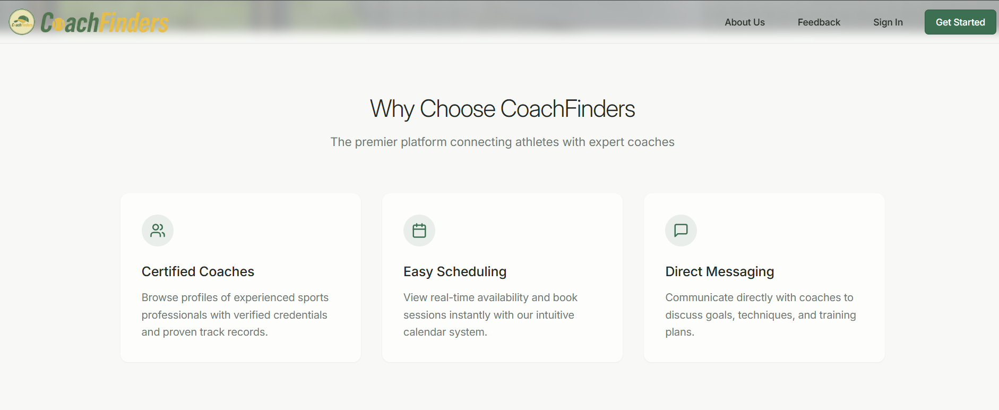 CoachFinders
CoachFinders
About Us
Feedback
Sign In
Get Started
Why Choose CoachFinders
The premier platform connecting athletes with expert coaches
Certified Coaches
Browse profiles of experienced sports
professionals with verified credentials
and proven track records.
Easy Scheduling
View real-time availability and book
sessions instantly with our intuitive
calendar system.
Direct Messaging
Communicate directly with coaches to
discuss goals, techniques, and training
plans.